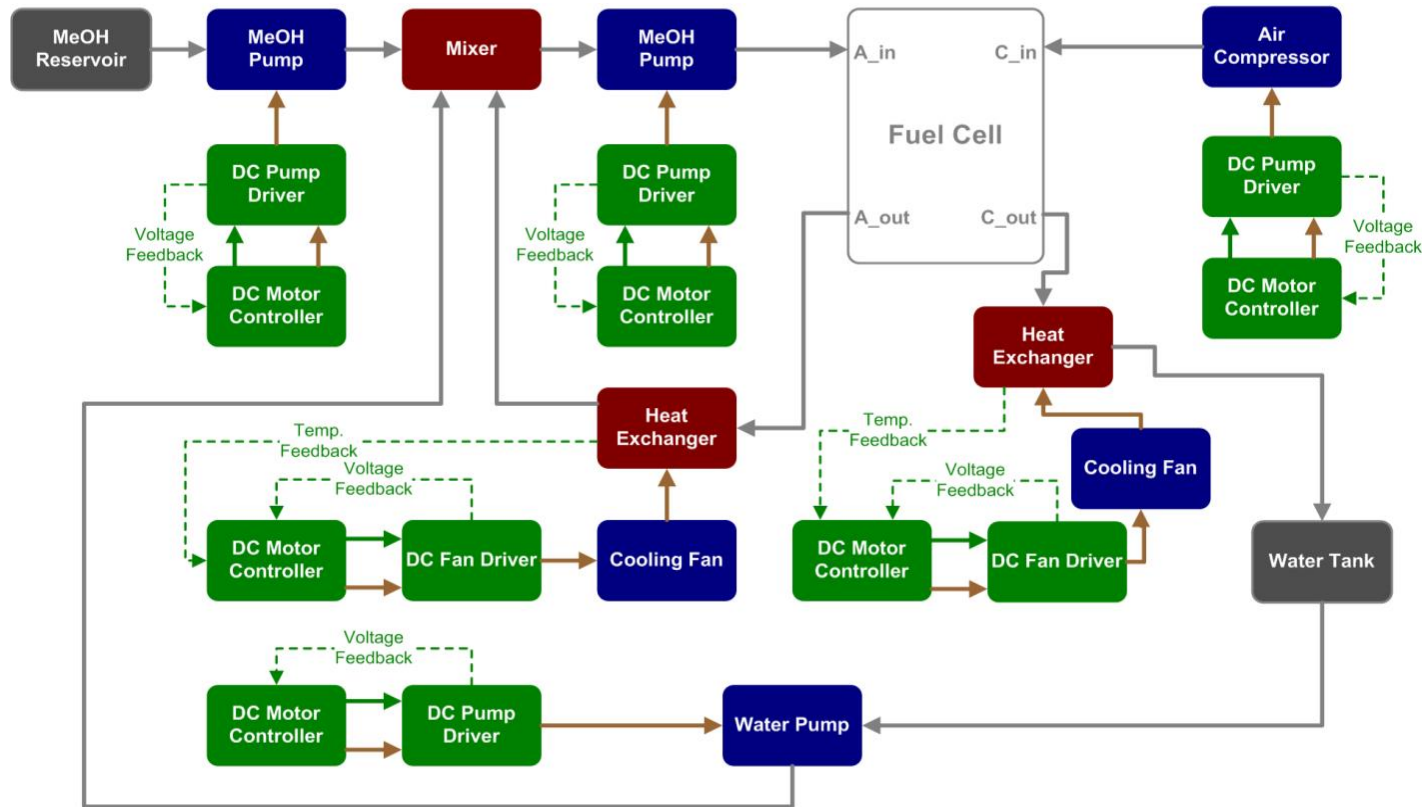 MeOH
Reservoir
MeOH
Pump
Mixer
MeOH
Pump
A_in
C_in
Fuel Cell
A_out
C_out
Air
Compressor
DC Pump
Driver
Voltage
Feedback
DC Motor
Controller
DC Pump
Driver
Voltage
Feedback
DC Motor
Controller
DC Pump
Driver
Voltage
Feedback
DC Motor
Controller
Heat
Exchanger
Heat
Exchanger
Temp.
Feedback
Temp.
Feedback
Voltage
Feedback
DC Motor
Controller
DC Fan Driver
Cooling Fan
Voltage
Feedback
DC Motor
Controller
DC Fan Driver
Cooling Fan
Water Tank
Voltage
Feedback
DC Motor
Controller
DC Pump
Driver
Water Pump